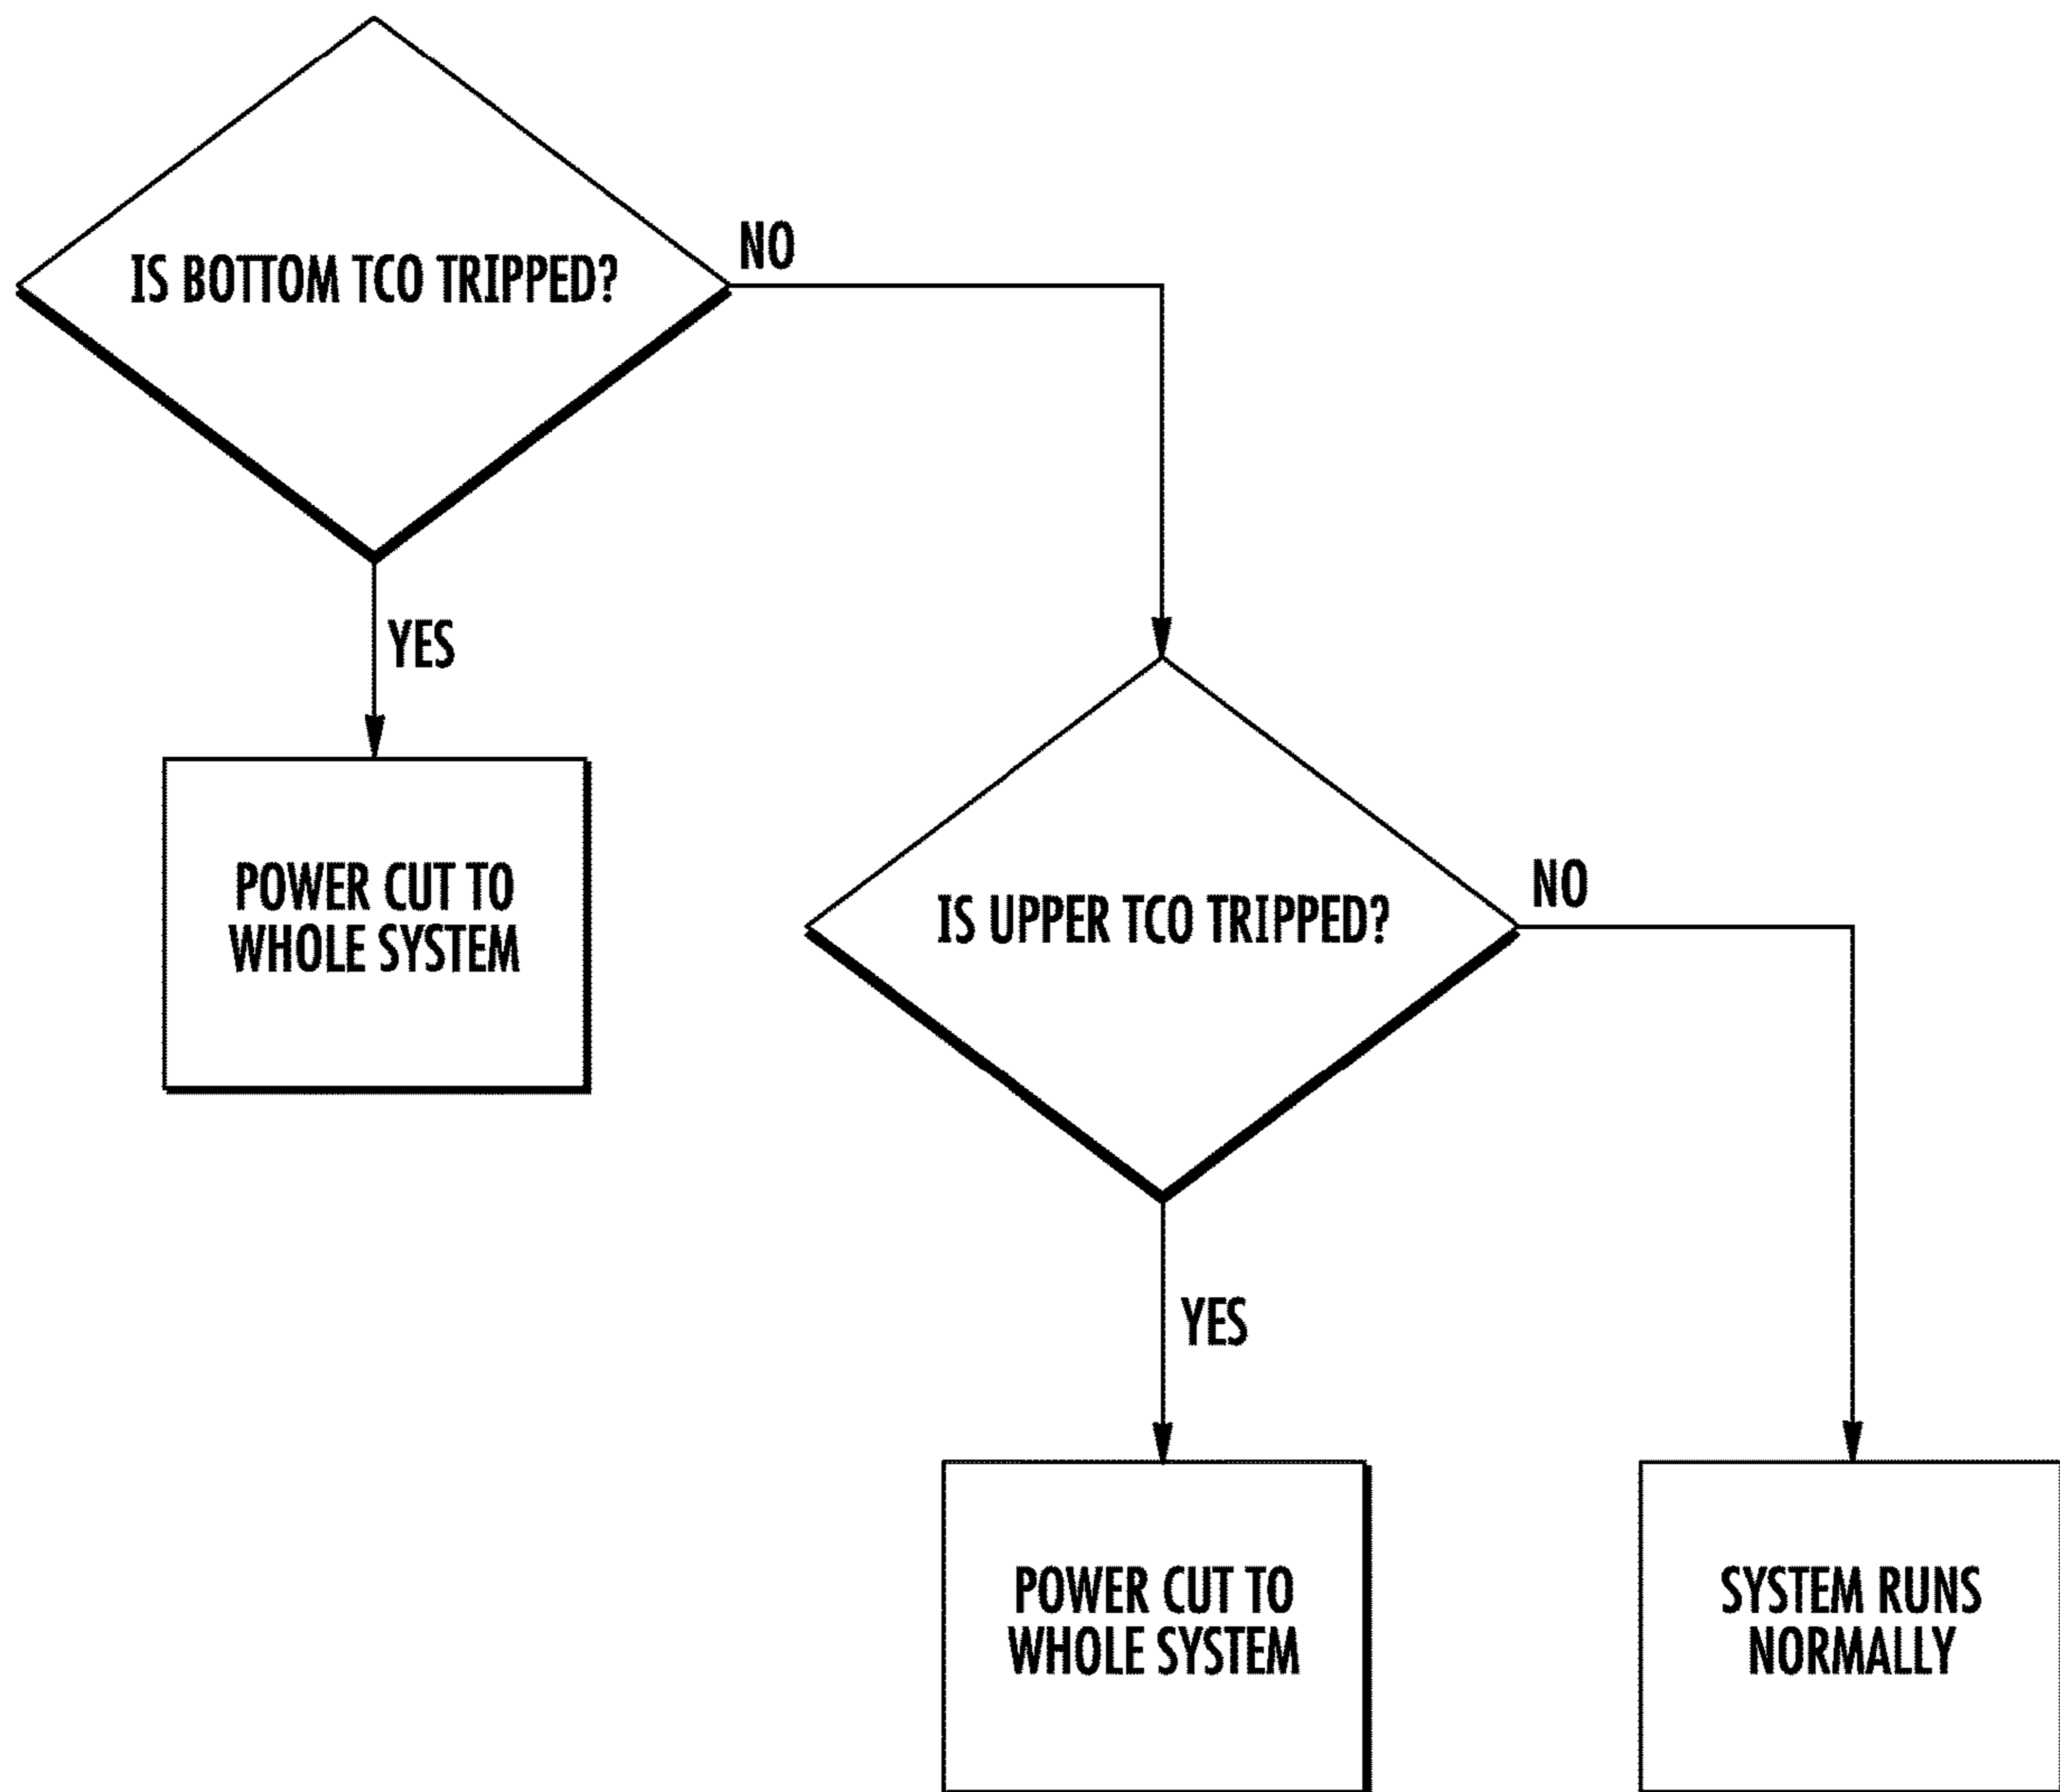 IS BOTTOM TCO TRIPPED?
NO
YES
POWER CUT TO
WHOLE SYSTEM
IS UPPER TCO TRIPPED?
NO
YES
POWER CUT TO
WHOLE SYSTEM
SYSTEM RUNS
NORMALLY